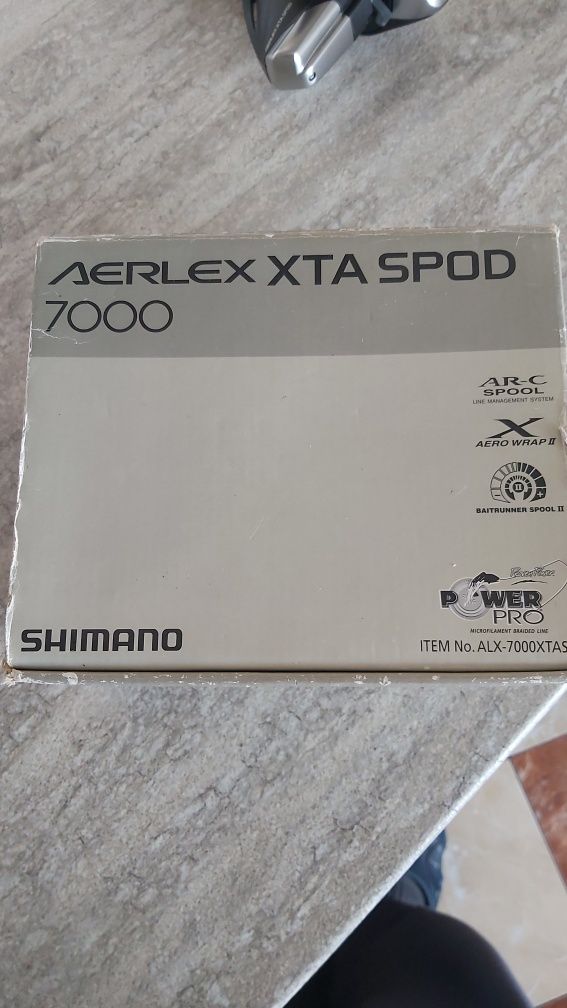 AERLEX XTA SPOD
7000
AR-C
SPOOL
LINE MANAGEMENT SYSTEM
X
AERO WRAP II
II
BAITRUNNER SPOOL II
POWER
PRO
MICROFILAMENT BRAIDED LINE
SHIMANO
ITEM No. ALX-7000XTAS